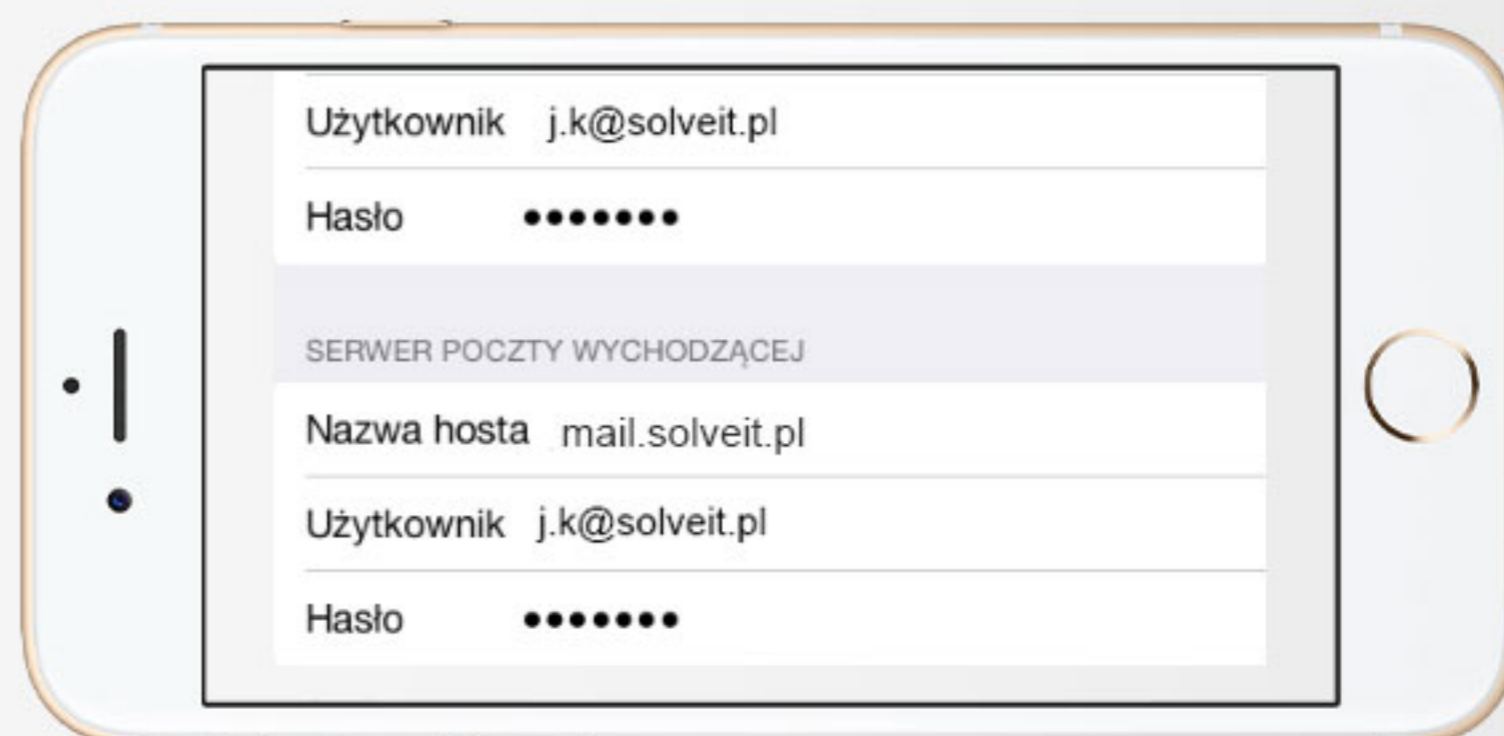 Użytkownik j.k@solveit.pl
Hasło •••••••
SERWER POCZTY WYCHODZĄCEJ
Nazwa hosta mail.solveit.pl
Użytkownik j.k@solveit.pl
Hasło •••••••